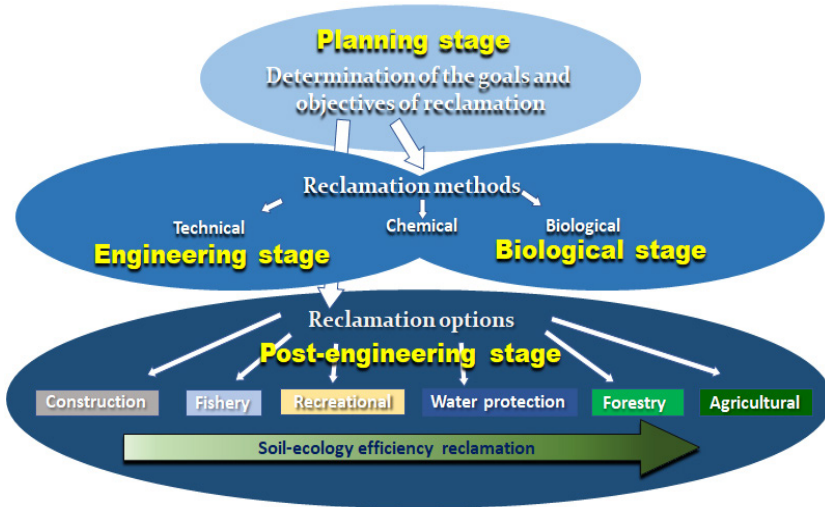 Planning stage
Determination of the goals and
objectives of reclamation
Reclamation methods
Technical
Chemical
Biological
Engineering stage
Biological stage
Reclamation options
Post-engineering stage
Construction
Fishery
Recreational
Water protection
Forestry
Agricultural
Soil-ecology efficiency reclamation